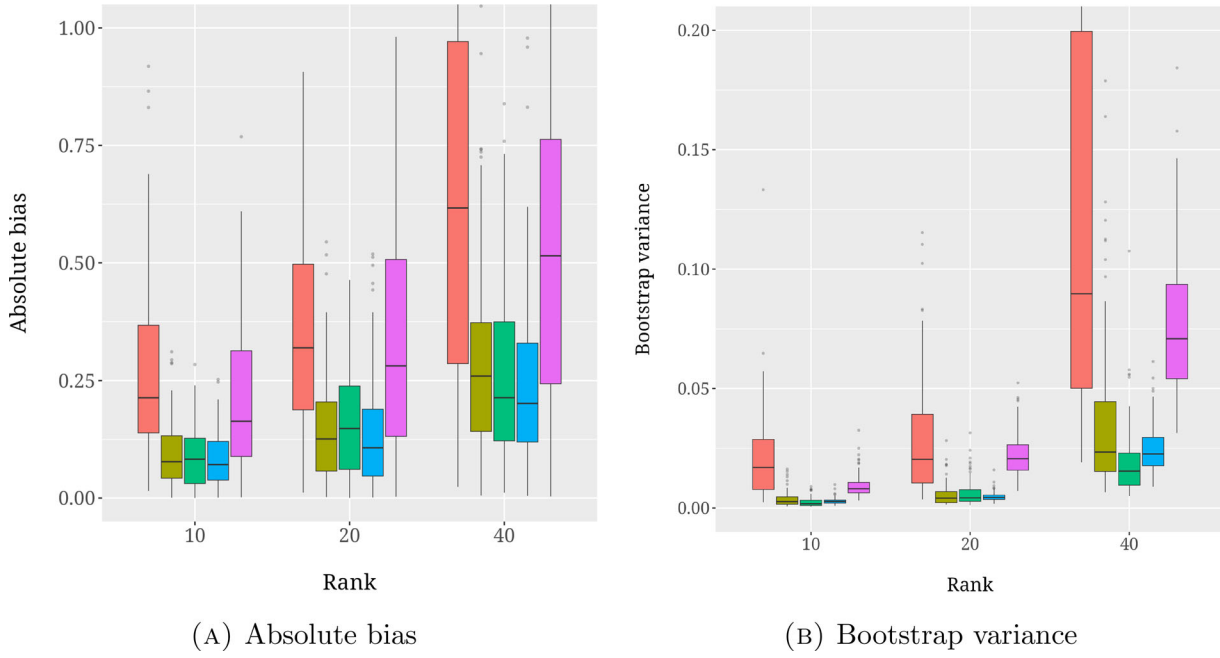 1.00
0.75
0.50
0.25
0.00
Absolute bias
10 20 40
Rank
(A) Absolute bias
0.20
0.15
0.10
0.05
0.00
Bootstrap variance
10 20 40
Rank
(B) Bootstrap variance